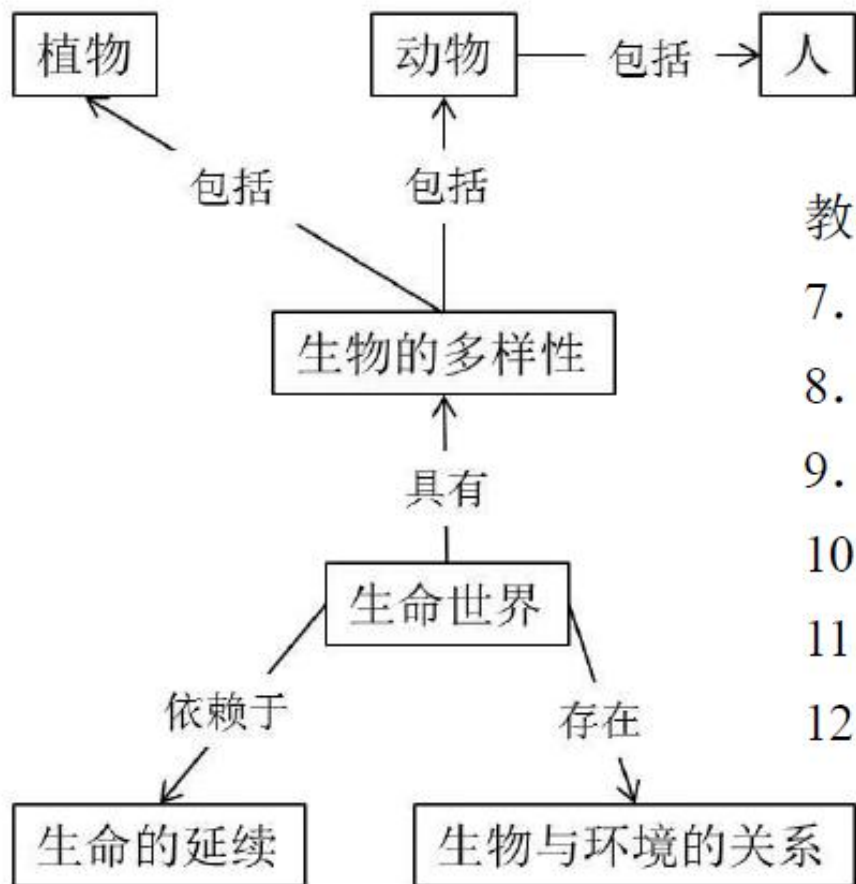 植物
动物
包括
人
包括
包括
教
7.
生物的多样性
8.
9.
具有
10
生命世界
11
依赖于
存在
12
生命的延续
生物与环境的关系